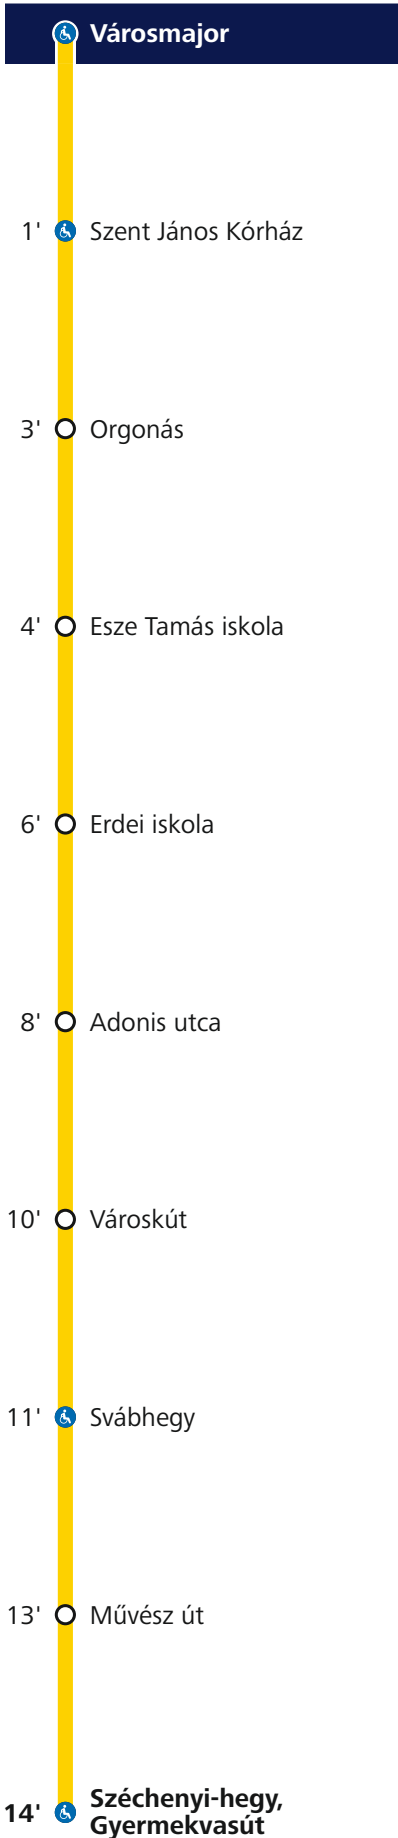 Városmajor
1' Szent János Kórház
3' Orgonás
4' Esze Tamás iskola
6' Erdei iskola
8' Adonis utca
10' Városkút
11' Svábhegy
13' Művész út
14' Széchenyi-hegy,
Gyermekvasút